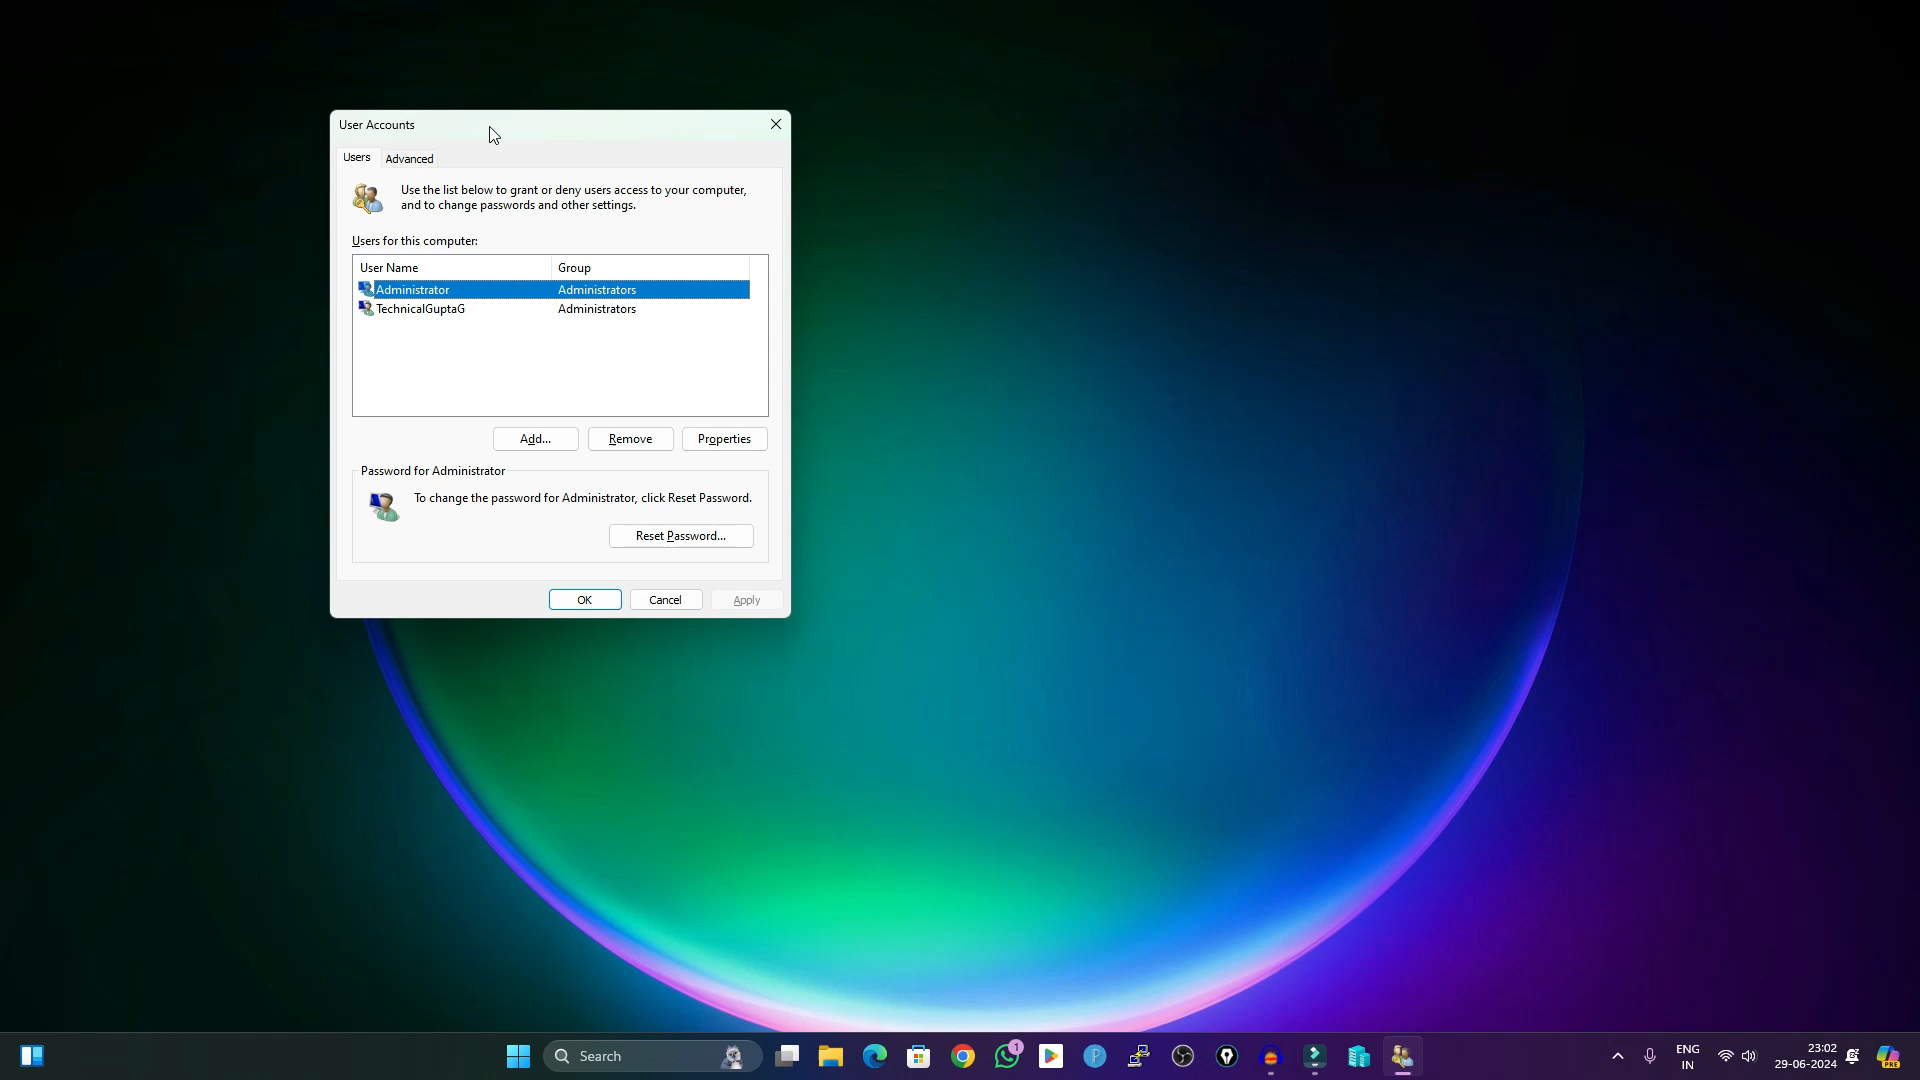 User Accounts
Users
Advanced
Use the list below to grant or deny users access to your computer,
and to change passwords and other settings.
Users for this computer:
User Name
Group
Administrator
Administrators
TechnicalGuptaG
Administrators
Add...
Remove
Properties
Password for Administrator
To change the password for Administrator, click Reset Password.
Reset Password...
OK
Cancel
Apply
Search
1
P
ENG
IN
23:02
29-06-2024
PRE